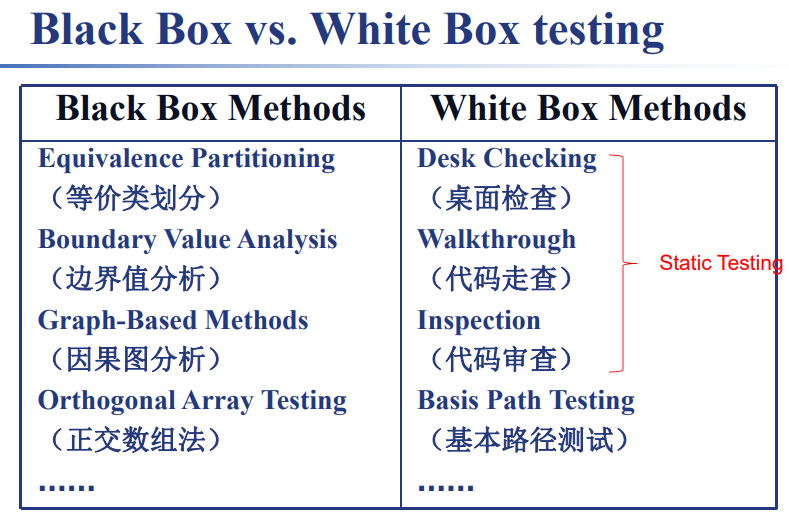 Black Box vs. White Box testing
Black Box Methods
Equivalence Partitioning
（等价类划分）
Boundary Value Analysis
（边界值分析）
Graph-Based Methods
（因果图分析）
Orthogonal Array Testing
（正交数组法）
……
White Box Methods
Desk Checking
（桌面检查）
Walkthrough
（代码走查）
Inspection
（代码审查）
Static Testing
Basis Path Testing
（基本路径测试）
……